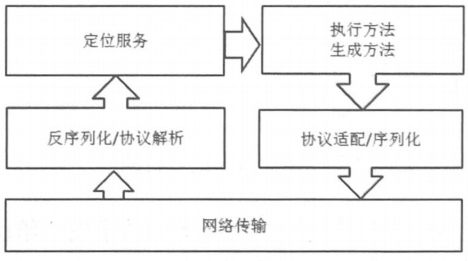 定位服务
执行方法
生成方法
反序列化/协议解析
协议适配/序列化
网络传输